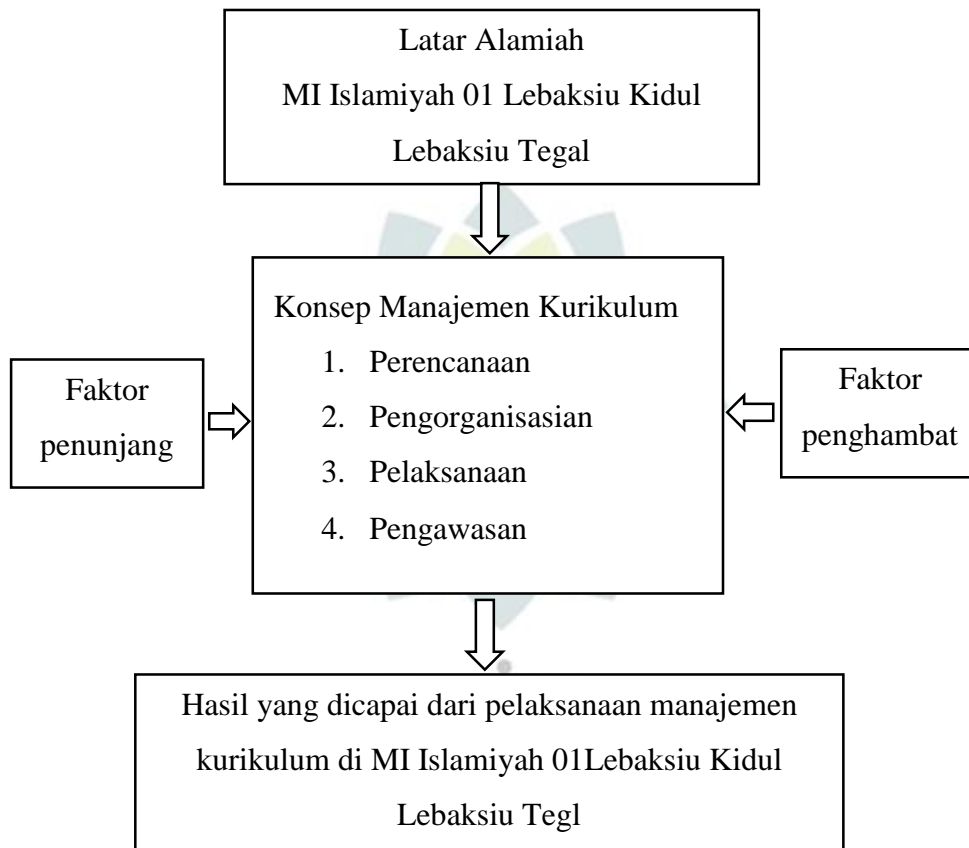 Latar Alamiah
MI Islamiyah 01 Lebaksiu Kidul
Lebaksiu Tegal
Konsep Manajemen Kurikulum
1. Perencanaan
2. Pengorganisasian
3. Pelaksanaan
4. Pengawasan
Faktor
penunjang
Faktor
penghambat
Hasil yang dicapai dari pelaksanaan manajemen
kurikulum di MI Islamiyah 01Lebaksiu Kidul
Lebaksiu Tegl